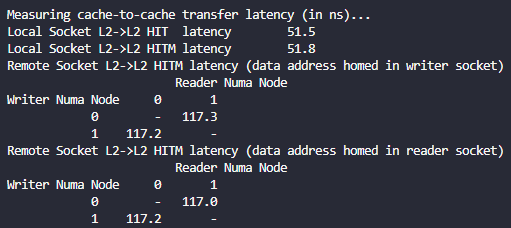 Measuring cache-to-cache transfer latency (in ns)...
Local Socket L2->L2 HIT  latency        51.5
Local Socket L2->L2 HITM latency        51.8
Remote Socket L2->L2 HITM latency (data address homed in writer socket)
                        Reader Numa Node
Writer Numa Node     0       1
            0        -   117.3
            1    117.2       -
Remote Socket L2->L2 HITM latency (data address homed in reader socket)
                        Reader Numa Node
Writer Numa Node     0       1
            0        -   117.0
            1    117.2       -